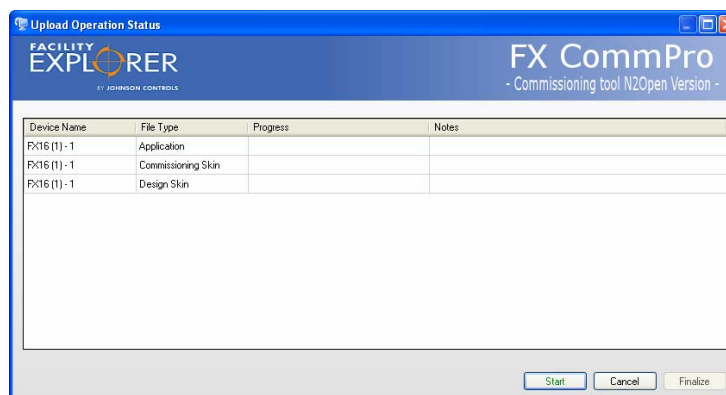 Upload Operation Status
FACILITY
EXPLORER
BY JOHNSON CONTROLS
FX CommPro
- Commissioning tool N2Open Version -
Device Name File Type Progress Notes
FX16 (1) - 1 Application
FX16 (1) - 1 Commissioning Skin
FX16 (1) - 1 Design Skin
Start Cancel Finalize